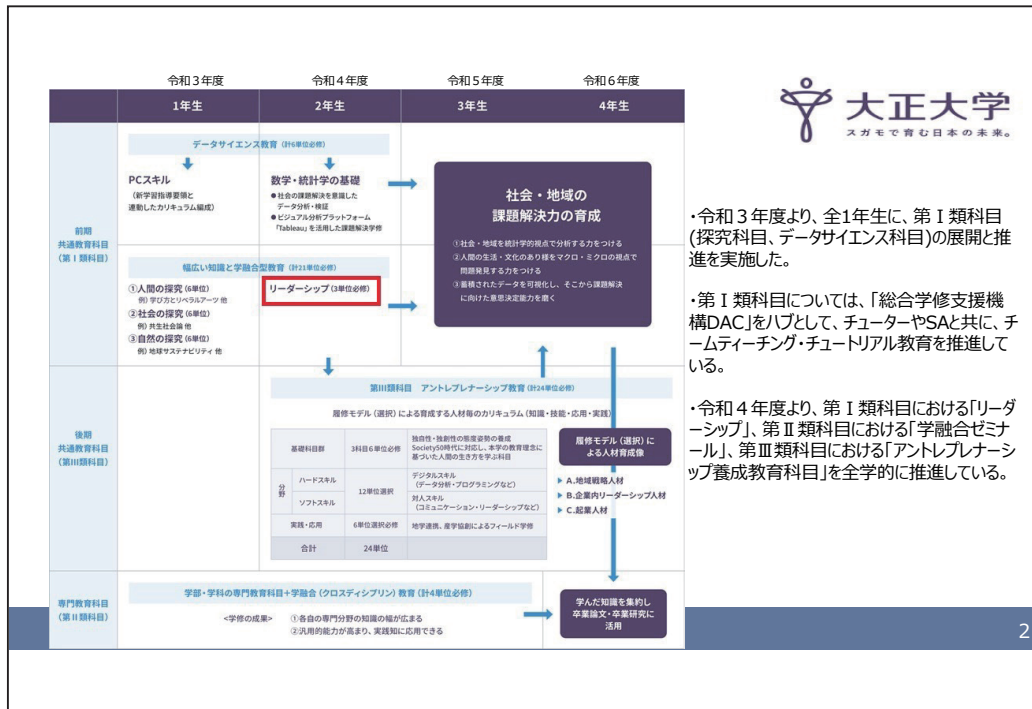 令和3年度 令和4年度 令和5年度 令和6年度
1年生 2年生 3年生 4年生
大正大学
スガモで育む日本の未来。
前期
共通教育科目
(第Ⅰ類科目)
データサイエンス教育 (計6単位必修)
PCスキル
(新学習指導要領と
連動したカリキュラム編成)
数学・統計学の基礎
●社会の課題解決を意識した
データ分析・検証
●ビジュアル分析プラットフォーム
「Tableau」を活用した課題解決学修
幅広い知識と学融合型教育 (計21単位必修)
①人間の探究 (6単位)
例) 学び方とリベラルアーツ 他
②社会の探究 (6単位)
例) 共生社会論 他
③自然の探究 (6単位)
例) 地球サステナビリティ 他
リーダーシップ (3単位必修)
社会・地域の
課題解決力の育成
①社会・地域を統計学的視点で分析する力をつける
②人間の生活・文化のあり様をマクロ・ミクロの視点で
問題発見する力をつける
③蓄積されたデータを可視化し、そこから課題解決
に向けた意思決定能力を磨く
後期
共通教育科目
(第III類科目)
第III類科目 アントレプレナーシップ教育 (計24単位必修)
履修モデル(選択)による育成する人材毎のカリキュラム(知識・技能・応用・実践)
基礎科目群 3科目6単位必修 独自性・独創性の態度姿勢の養成
Society50時代に対応し、本学の教育理念に
基づいた人間の生き方を学ぶ科目
分野 ハードスキル 12単位選択 デジタルスキル
(データ分析・プログラミングなど)
ソフトスキル 対人スキル
(コミュニケーション・リーダーシップなど)
実践・応用 6単位選択必修 地学連携、産学協創によるフィールド学修
合計 24単位
履修モデル(選択)に
よる人材育成像
▶ A.地域戦略人材
▶ B.企業内リーダーシップ人材
▶ C.起業人材
専門教育科目
(第II類科目)
学部・学科の専門教育科目+学融合(クロスディシプリン)教育 (計4単位必修)
<学修の成果> ①各自の専門分野の知識の幅が広まる
②汎用的能力が高まり、実践知に応用できる
学んだ知識を集約し
卒業論文・卒業研究に
活用
・令和3年度より、全1年生に、第Ⅰ類科目
(探究科目、データサイエンス科目)の展開と推
進を実施した。
・第Ⅰ類科目については、「総合学修支援機
構DAC」をハブとして、チューターやSAと共に、チ
ームティーチング・チュートリアル教育を推進して
いる。
・令和4年度より、第Ⅰ類科目における「リーダ
ーシップ」、第Ⅱ類科目における「学融合ゼミナ
ール」、第Ⅲ類科目における「アントレプレナーシ
ップ養成教育科目」を全学的に推進している。
2